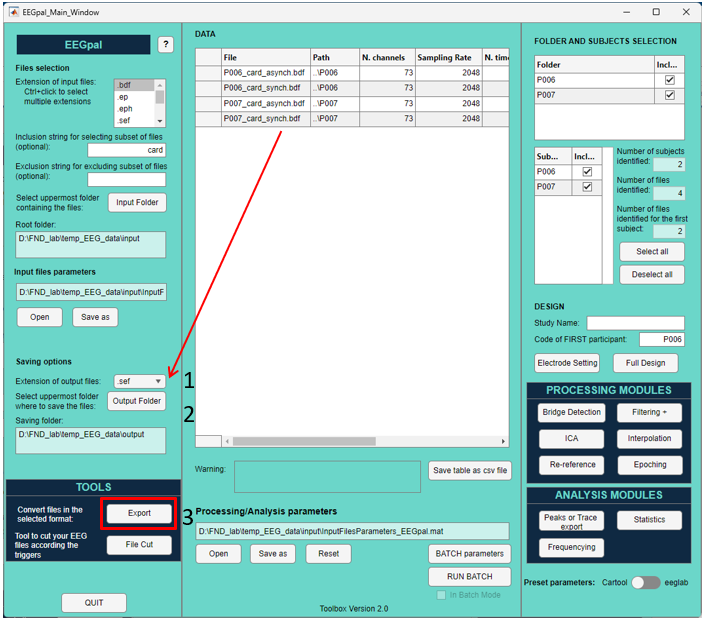 EEGpal_Main_Window
EEGpal
?
Files selection
Extension of input files:
Ctrl+click to select
multiple extensions
.bdf
.ep
.eph
.sef
Inclusion string for selecting subset of files
(optional):
card
Exclusion string for excluding subset of files
(optional):
Select uppermost folder
containing the files:
Input Folder
Root folder:
D:\FND_lab\temp_EEG_data\input
Input files parameters
D:\FND_lab\temp_EEG_data\input\InputF
Open
Save as
Saving options
Extension of output files:
.sef
1
Select uppermost folder
where to save the files:
Output Folder
2
Saving folder:
D:\FND_lab\temp_EEG_data\output
TOOLS
Convert files in the
selected format:
Export
3
Tool to cut your EEG
files according the
triggers
File Cut
QUIT
DATA
File Path N. channels Sampling Rate N. time
P006_card_asynch.bdf ..\P006 73 2048
P006_card_synch.bdf ..\P006 73 2048
P007_card_asynch.bdf ..\P007 73 2048
P007_card_synch.bdf ..\P007 73 2048
Warning:
Save table as csv file
Processing/Analysis parameters
D:\FND_lab\temp_EEG_data\input\InputFilesParameters_EEGpal.mat
Open
Save as
Reset
BATCH parameters
RUN BATCH
In Batch Mode
Toolbox Version 2.0
FOLDER AND SUBJECTS SELECTION
Folder Incl...
P006
P007
Sub... Incl...
P006
P007
Number of subjects
identified:
2
Number of files
identified:
4
Number of files
identified for the first
subject:
2
Select all
Deselect all
DESIGN
Study Name:
Code of FIRST participant:
P006
Electrode Setting
Full Design
PROCESSING MODULES
Bridge Detection
Filtering +
ICA
Interpolation
Re-reference
Epoching
ANALYSIS MODULES
Peaks or Trace
export
Statistics
Frequencying
Preset parameters: Cartool eeglab